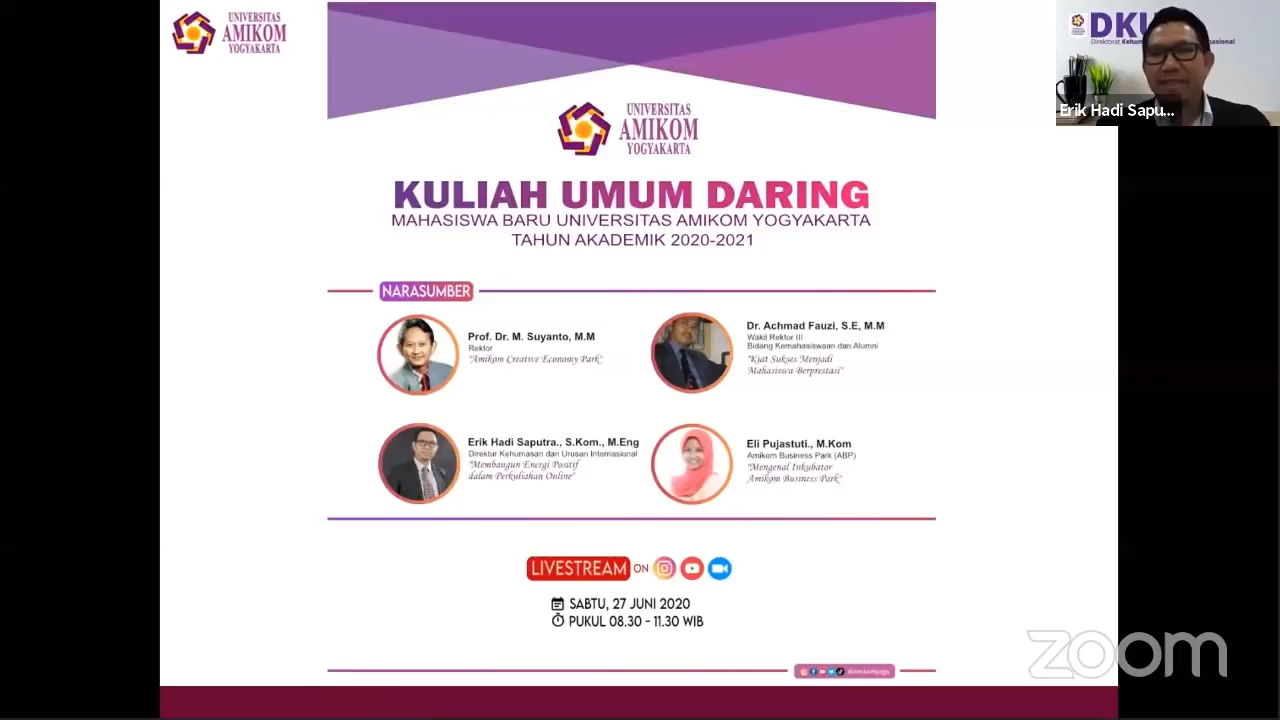 UNIVERSITAS
AMIKOM
YOGYAKARTA
DKU
Direktorat Kehum
nasional
Erik Hadi Sapu...
UNIVERSITAS
AMIKOM
YOGYAKARTA
KULIAH UMUM DARING
MAHASISWA BARU UNIVERSITAS AMIKOM YOGYAKARTA
TAHUN AKADEMIK 2020-2021
NARASUMBER
Prof. Dr. M. Suyanto, M.M
Rektor
"Amikom Creative Economy Park"
Dr. Achmad Fauzi, S.E, M.M
Wakil Rektor III
Bidang Kemahasiswaan dan Alumni
"Kiat Sukses Menjadi
Mahasiswa Berprestasi"
Erik Hadi Saputra., S.Kom., M.Eng
Direktur Kehumasan dan Urusan Internasional
"Membangun Energi Positif
dalam Perkuliahan Online"
Eli Pujastuti., M.Kom
Amikom Business Park (ABP)
"Mengenal Inkubator
Amikom Business Park"
LIVESTREAM ON
SABTU, 27 JUNI 2020
PUKUL 08.30 - 11.30 WIB
zoom